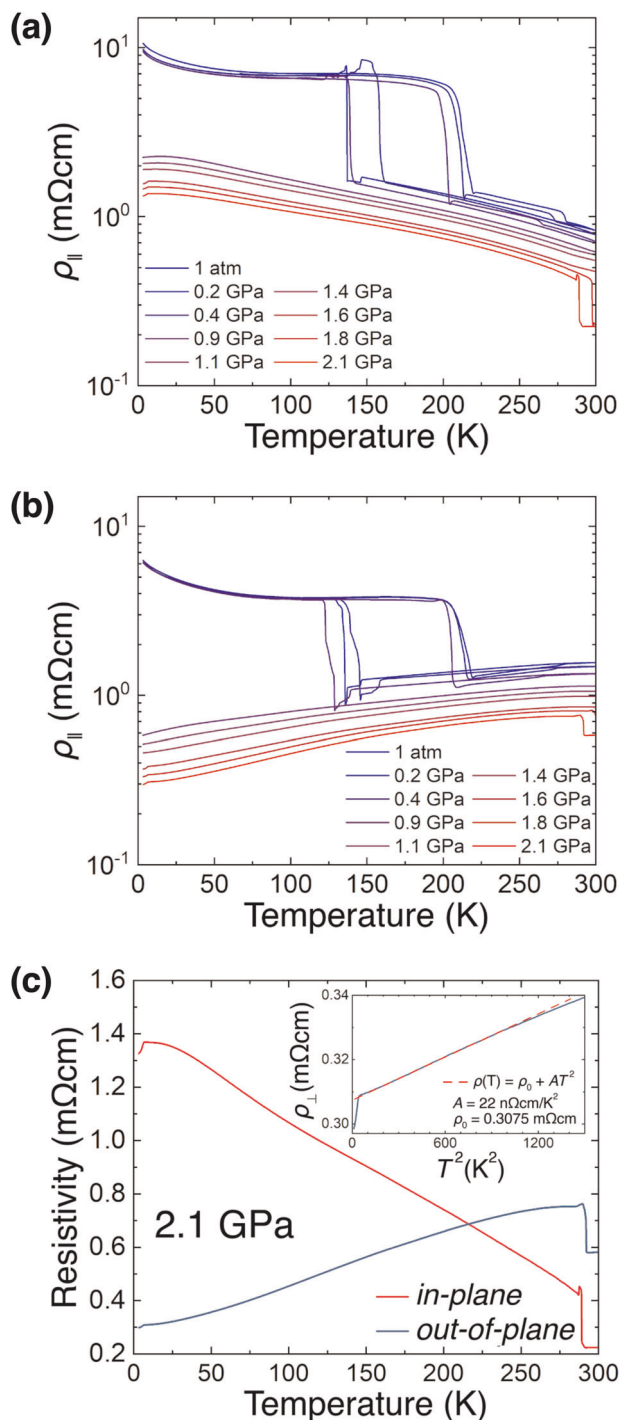 (a)
10¹
10⁰
10⁻¹
ρ∥ (mΩcm)
1 atm
0.2 GPa
0.4 GPa
0.9 GPa
1.1 GPa
1.4 GPa
1.6 GPa
1.8 GPa
2.1 GPa
0 50 100 150 200 250 300
Temperature (K)
(b)
10¹
10⁰
10⁻¹
ρ∥ (mΩcm)
1 atm
0.2 GPa
0.4 GPa
0.9 GPa
1.1 GPa
1.4 GPa
1.6 GPa
1.8 GPa
2.1 GPa
0 50 100 150 200 250 300
Temperature (K)
(c)
1.6
1.4
1.2
1.0
0.8
0.6
0.4
0.2
Resistivity (mΩcm)
0.34
0.32
0.31
0.30
ρ⊥ (mΩcm)
ρ(T) = ρ₀ + AT²
A = 22 nΩcm/K²
ρ₀ = 0.3075 mΩcm
0 600 1200
T²(K²)
2.1 GPa
in-plane
out-of-plane
0 50 100 150 200 250 300
Temperature (K)